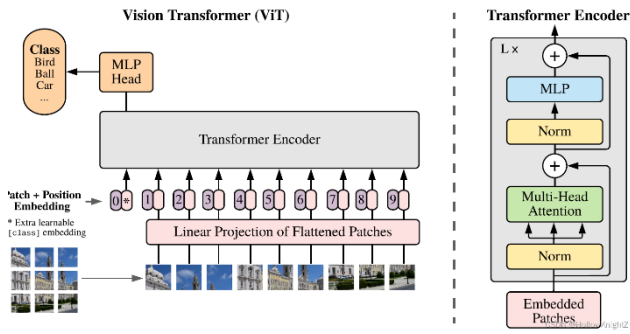 Vision Transformer (ViT)
Class
Bird
Ball
Car
...
MLP
Head
Transformer Encoder
Patch + Position
Embedding
* Extra learnable
[class] embedding
0 * 1 2 3 4 5 6 7 8 9
Linear Projection of Flattened Patches
Transformer Encoder
L ×
+
MLP
Norm
+
Multi-Head
Attention
Norm
Embedded
Patches